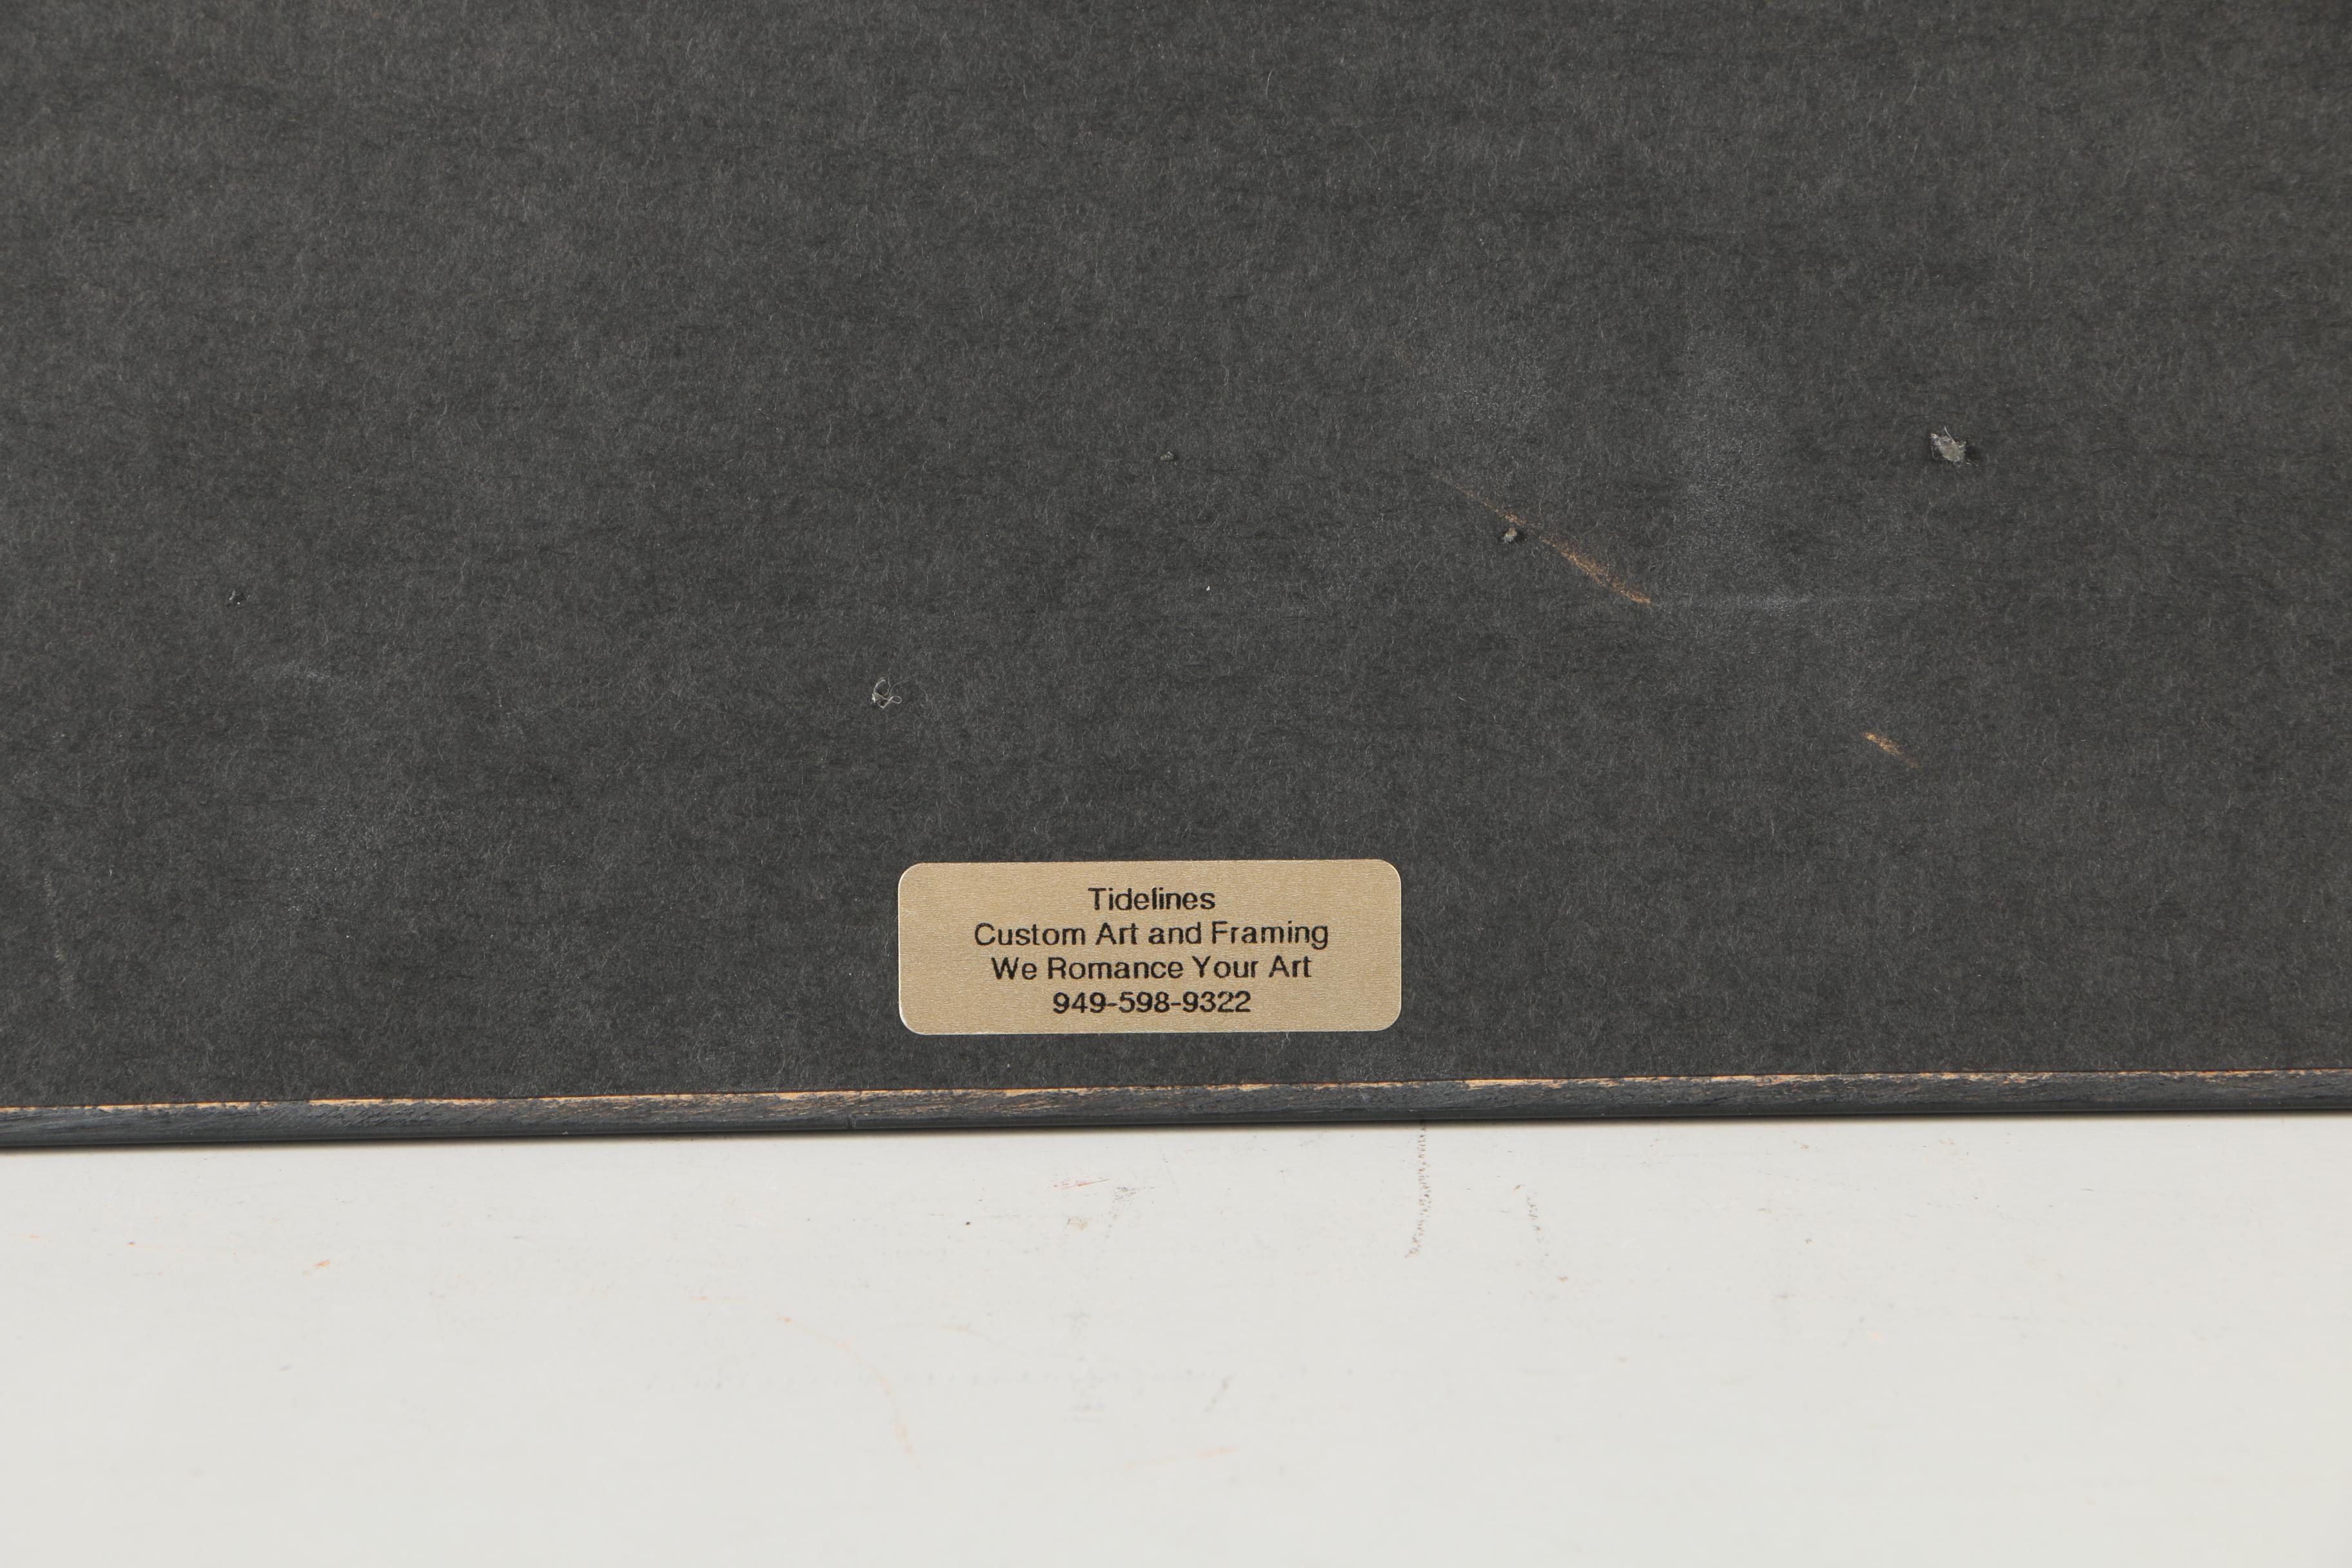 Tidelines
Custom Art and Framing
We Romance Your Art
949-598-9322